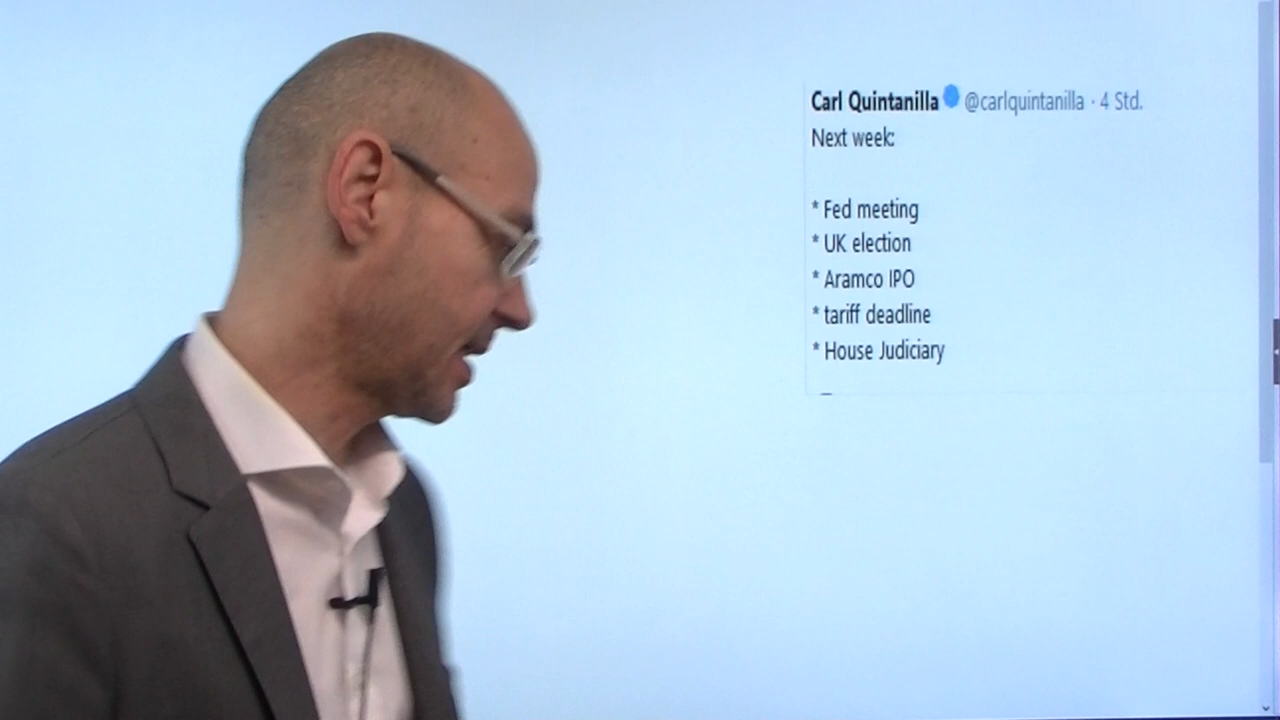 Carl Quintanilla @carlquintanilla · 4 Std.
Next week:
* Fed meeting
* UK election
* Aramco IPO
* tariff deadline
* House Judiciary